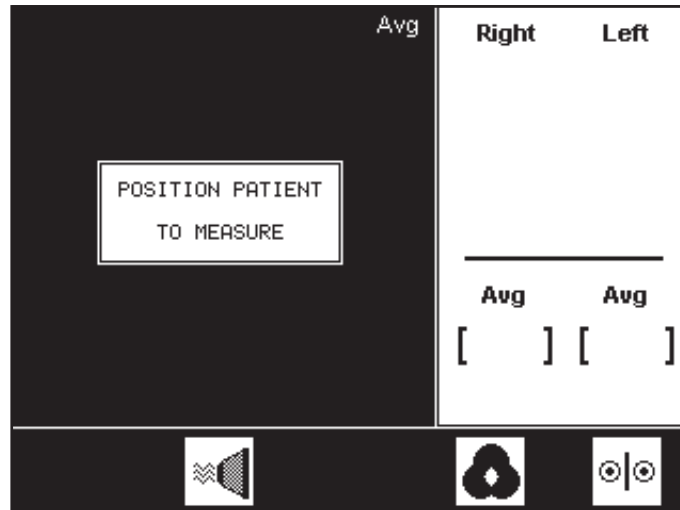 Avg
POSITION PATIENT
TO MEASURE
Right Left
Avg Avg
[ ] [ ]